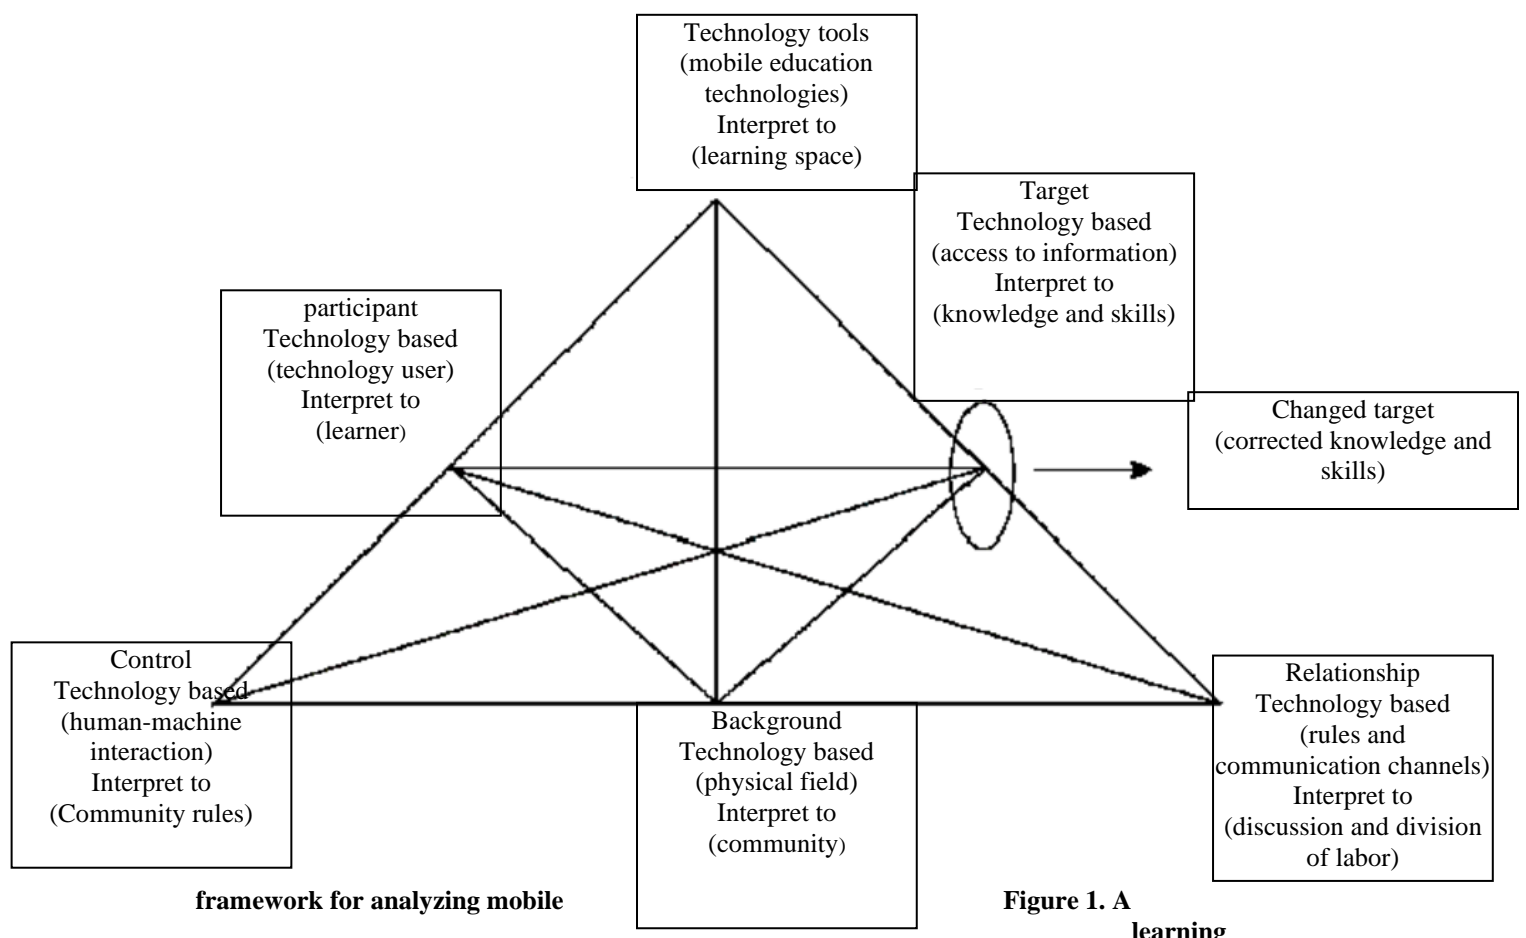 Technology tools
(mobile education
technologies)
Interpret to
(learning space)
Target
Technology based
(access to information)
Interpret to
(knowledge and skills)
participant
Technology based
(technology user)
Interpret to
(learner)
Changed target
(corrected knowledge and
skills)
Control
Technology based
(human-machine
interaction)
Interpret to
(Community rules)
Background
Technology based
(physical field)
Interpret to
(community)
Relationship
Technology based
(rules and
communication channels)
Interpret to
(discussion and division
of labor)
framework for analyzing mobile
Figure 1. A
learning